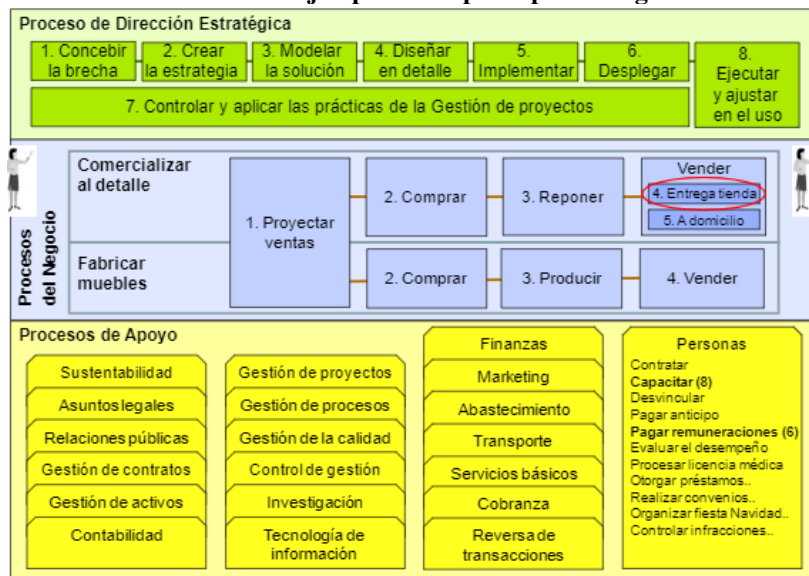 Proceso de Dirección Estratégica
1. Concebir
la brecha
2. Crear
la estrategia
3. Modelar
la solución
4. Diseñar
en detalle
5.
Implementar
6.
Desplegar
8.
Ejecutar
y ajustar
en el uso
7. Controlar y aplicar las prácticas de la Gestión de proyectos
Procesos
del Negocio
Comercializar
al detalle
1. Proyectar
ventas
2. Comprar
3. Reponer
Vender
4. Entrega tienda
5. A domicilio
Fabricar
muebles
2. Comprar
3. Producir
4. Vender
Procesos de Apoyo
Sustentabilidad
Asuntos legales
Relaciones públicas
Gestión de contratos
Gestión de activos
Contabilidad
Gestión de proyectos
Gestión de procesos
Gestión de la calidad
Control de gestión
Investigación
Tecnología de
información
Finanzas
Marketing
Abastecimiento
Transporte
Servicios básicos
Cobranza
Reversa de
transacciones
Personas
Contratar
Capacitar (8)
Desvincular
Pagar anticipo
Pagar remuneraciones (6)
Evaluar el desempeño
Procesar licencia médica
Otorgar préstamos..
Realizar convenios..
Organizar fiesta Navidad..
Controlar infracciones..